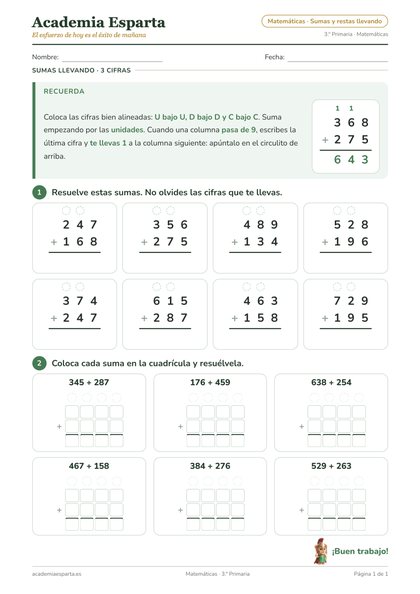 Academia Esparta
El esfuerzo de hoy es el éxito de mañana
Matemáticas · Sumas y restas llevando
3.º Primaria · Matemáticas
Nombre:
Fecha:
SUMAS LLEVANDO · 3 CIFRAS
RECUERDA
Coloca las cifras bien alineadas: U bajo U, D bajo D y C bajo C. Suma
empezando por las unidades. Cuando una columna pasa de 9, escribes la
última cifra y te llevas 1 a la columna siguiente: apúntalo en el circulito de
arriba.
1 1
3 6 8
+ 2 7 5
6 4 3
1 Resuelve estas sumas. No olvides las cifras que te llevas.
2 4 7
+ 1 6 8
3 5 6
+ 2 7 5
4 8 9
+ 1 3 4
5 2 8
+ 1 9 6
3 7 4
+ 2 4 7
6 1 5
+ 2 8 7
4 6 3
+ 1 5 8
7 2 9
+ 1 9 5
2 Coloca cada suma en la cuadrícula y resuélvela.
345 + 287
+
176 + 459
+
638 + 254
+
467 + 158
+
384 + 276
+
529 + 263
+
¡Buen trabajo!
academiaesparta.es
Matemáticas · 3.º Primaria
Página 1 de 1